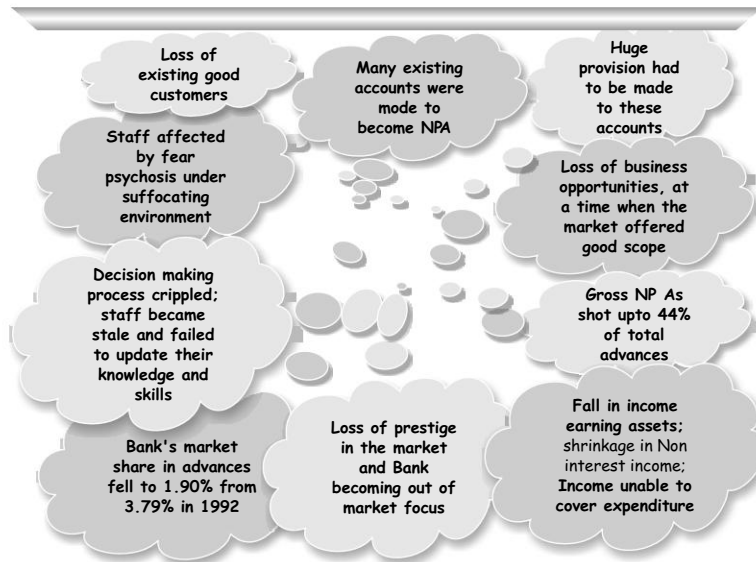 Loss of
existing good
customers
Many existing
accounts were
mode to
become NPA
Huge
provision had
to be made
to these
accounts
Staff affected
by fear
psychosis under
suffocating
environment
Loss of business
opportunities, at
a time when the
market offered
good scope
Decision making
process crippled;
staff became
stale and failed
to update their
knowledge and
skills
Gross NP As
shot upto 44%
of total
advances
Bank's market
share in advances
fell to 1.90% from
3.79% in 1992
Loss of prestige
in the market
and Bank
becoming out of
market focus
Fall in income
earning assets;
shrinkage in Non
interest income;
Income unable to
cover expenditure